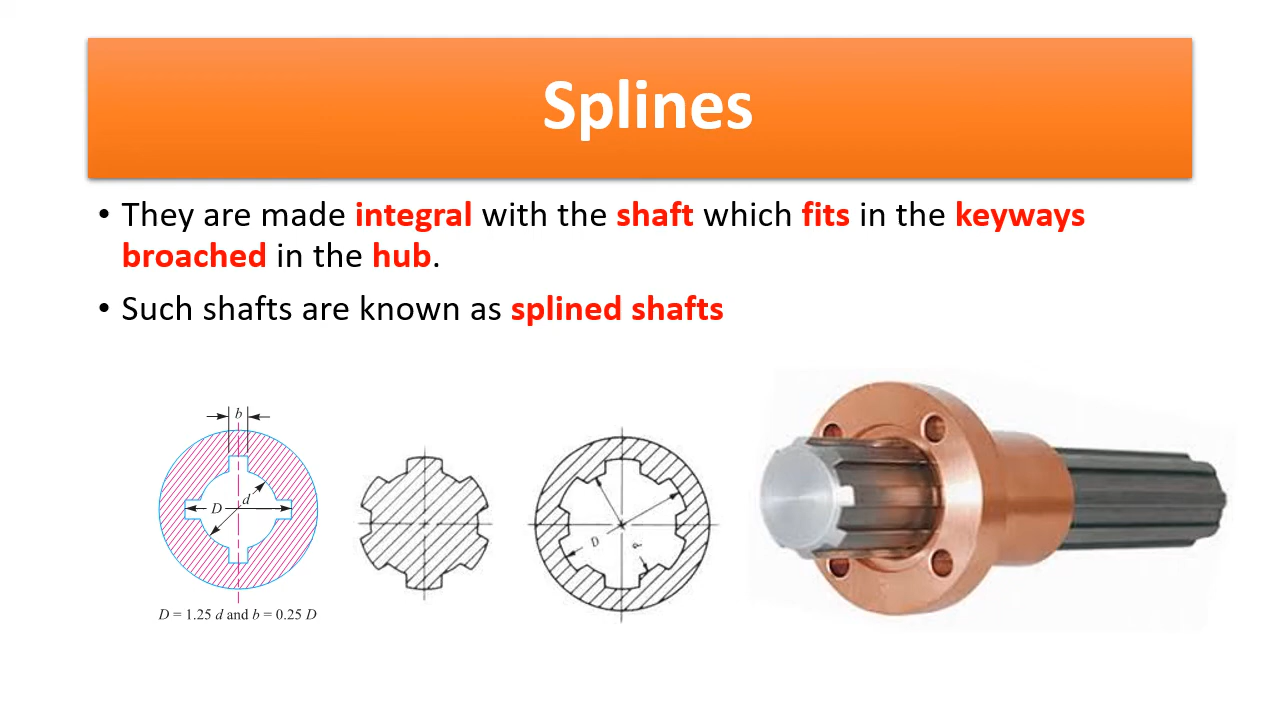 Splines
• They are made integral with the shaft which fits in the keyways
broached in the hub.
• Such shafts are known as splined shafts
b
d
D
D
d
D = 1.25 d and b = 0.25 D